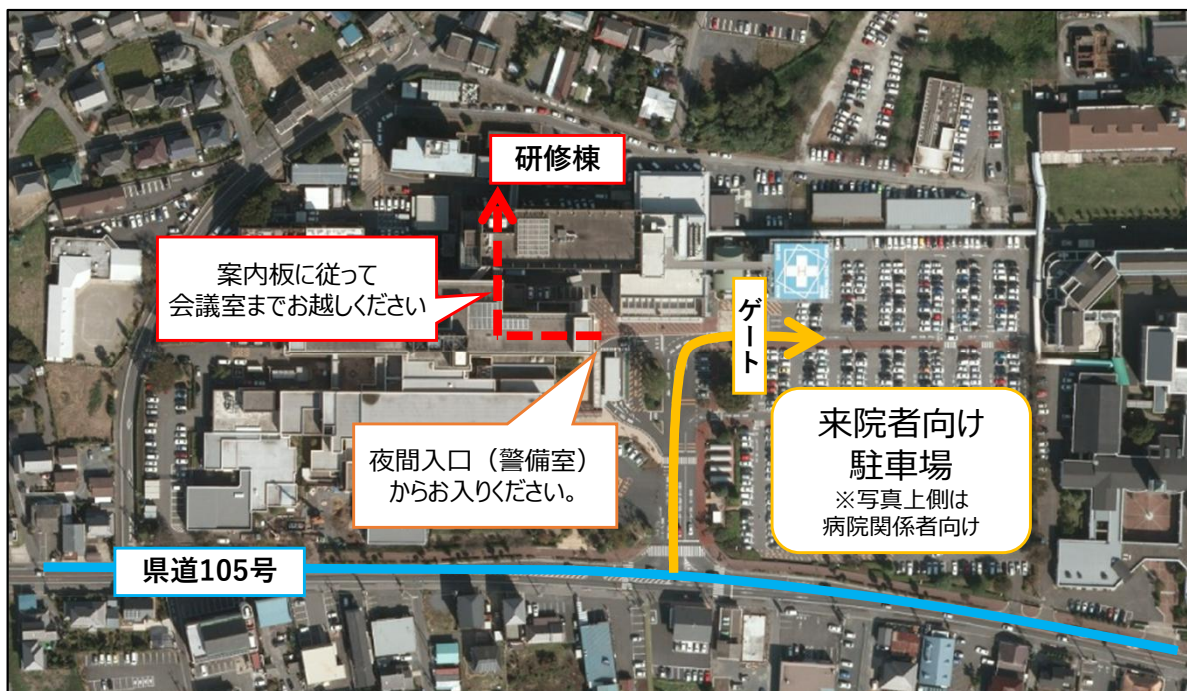 研修棟
案内板に従って
会議室までお越しください
ゲート
夜間入口（警備室）
からお入りください。
来院者向け
駐車場
※写真上側は
病院関係者向け
県道105号
H